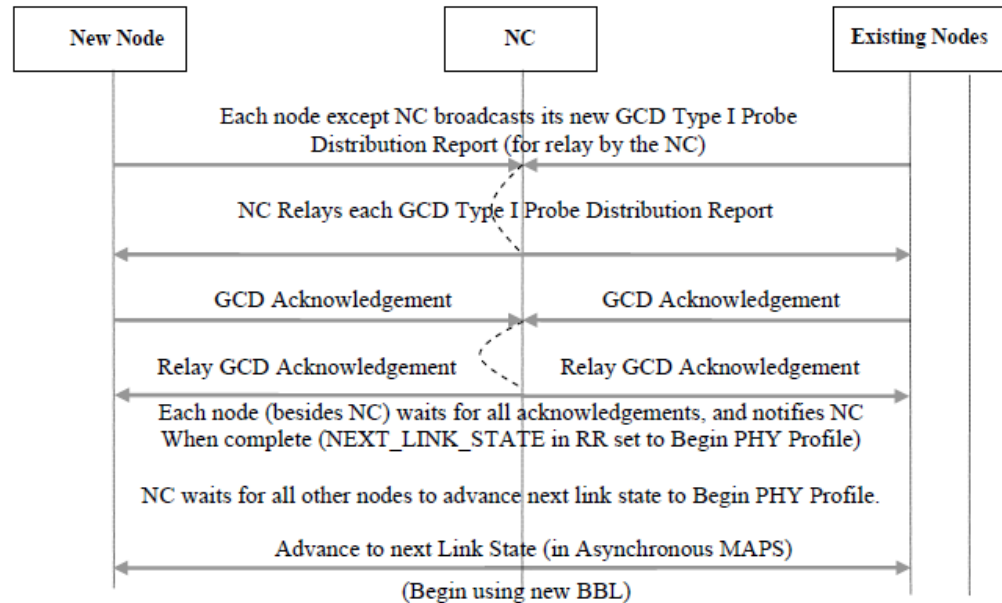 New Node
NC
Existing Nodes
Each node except NC broadcasts its new GCD Type I Probe
Distribution Report (for relay by the NC)
NC Relays each GCD Type I Probe Distribution Report
GCD Acknowledgement
GCD Acknowledgement
Relay GCD Acknowledgement
Relay GCD Acknowledgement
Each node (besides NC) waits for all acknowledgements, and notifies NC
When complete (NEXT_LINK_STATE in RR set to Begin PHY Profile)
NC waits for all other nodes to advance next link state to Begin PHY Profile.
Advance to next Link State (in Asynchronous MAPS)
(Begin using new BBL)